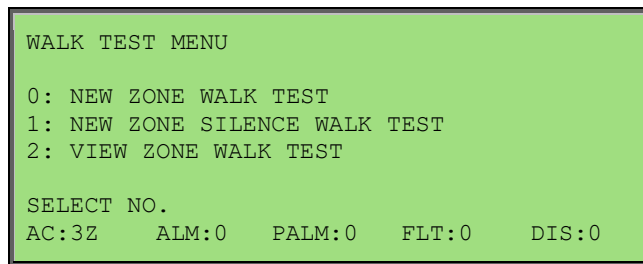 WALK TEST MENU
0: NEW ZONE WALK TEST
1: NEW ZONE SILENCE WALK TEST
2: VIEW ZONE WALK TEST
SELECT NO.
AC:3Z ALM:0 PALM:0 FLT:0 DIS:0